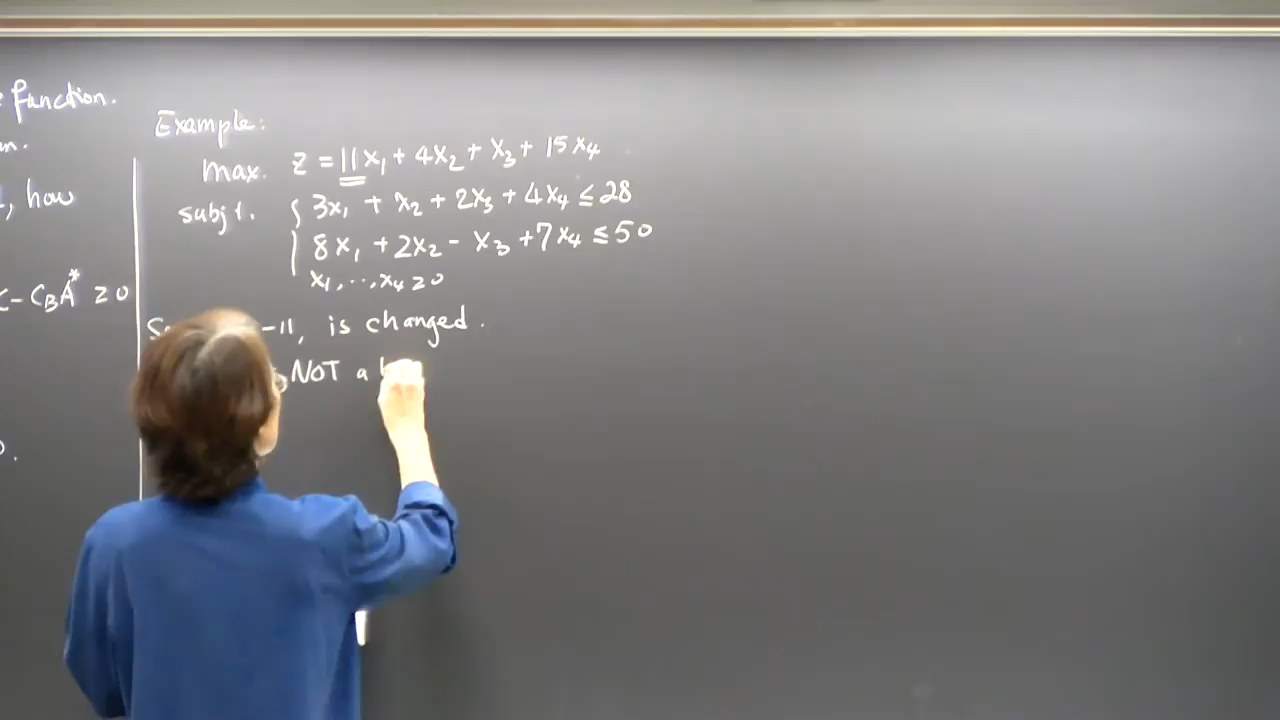 function.
n.
, how
C - C_B A* ≥ 0
Example:
max. z = 11x₁ + 4x₂ + x₃ + 15x₄
subj t. { 3x₁ + x₂ + 2x₃ + 4x₄ ≤ 28
8x₁ + 2x₂ - x₃ + 7x₄ ≤ 50
x₁, ..., x₄ ≥ 0
-11, is changed.
NOT a